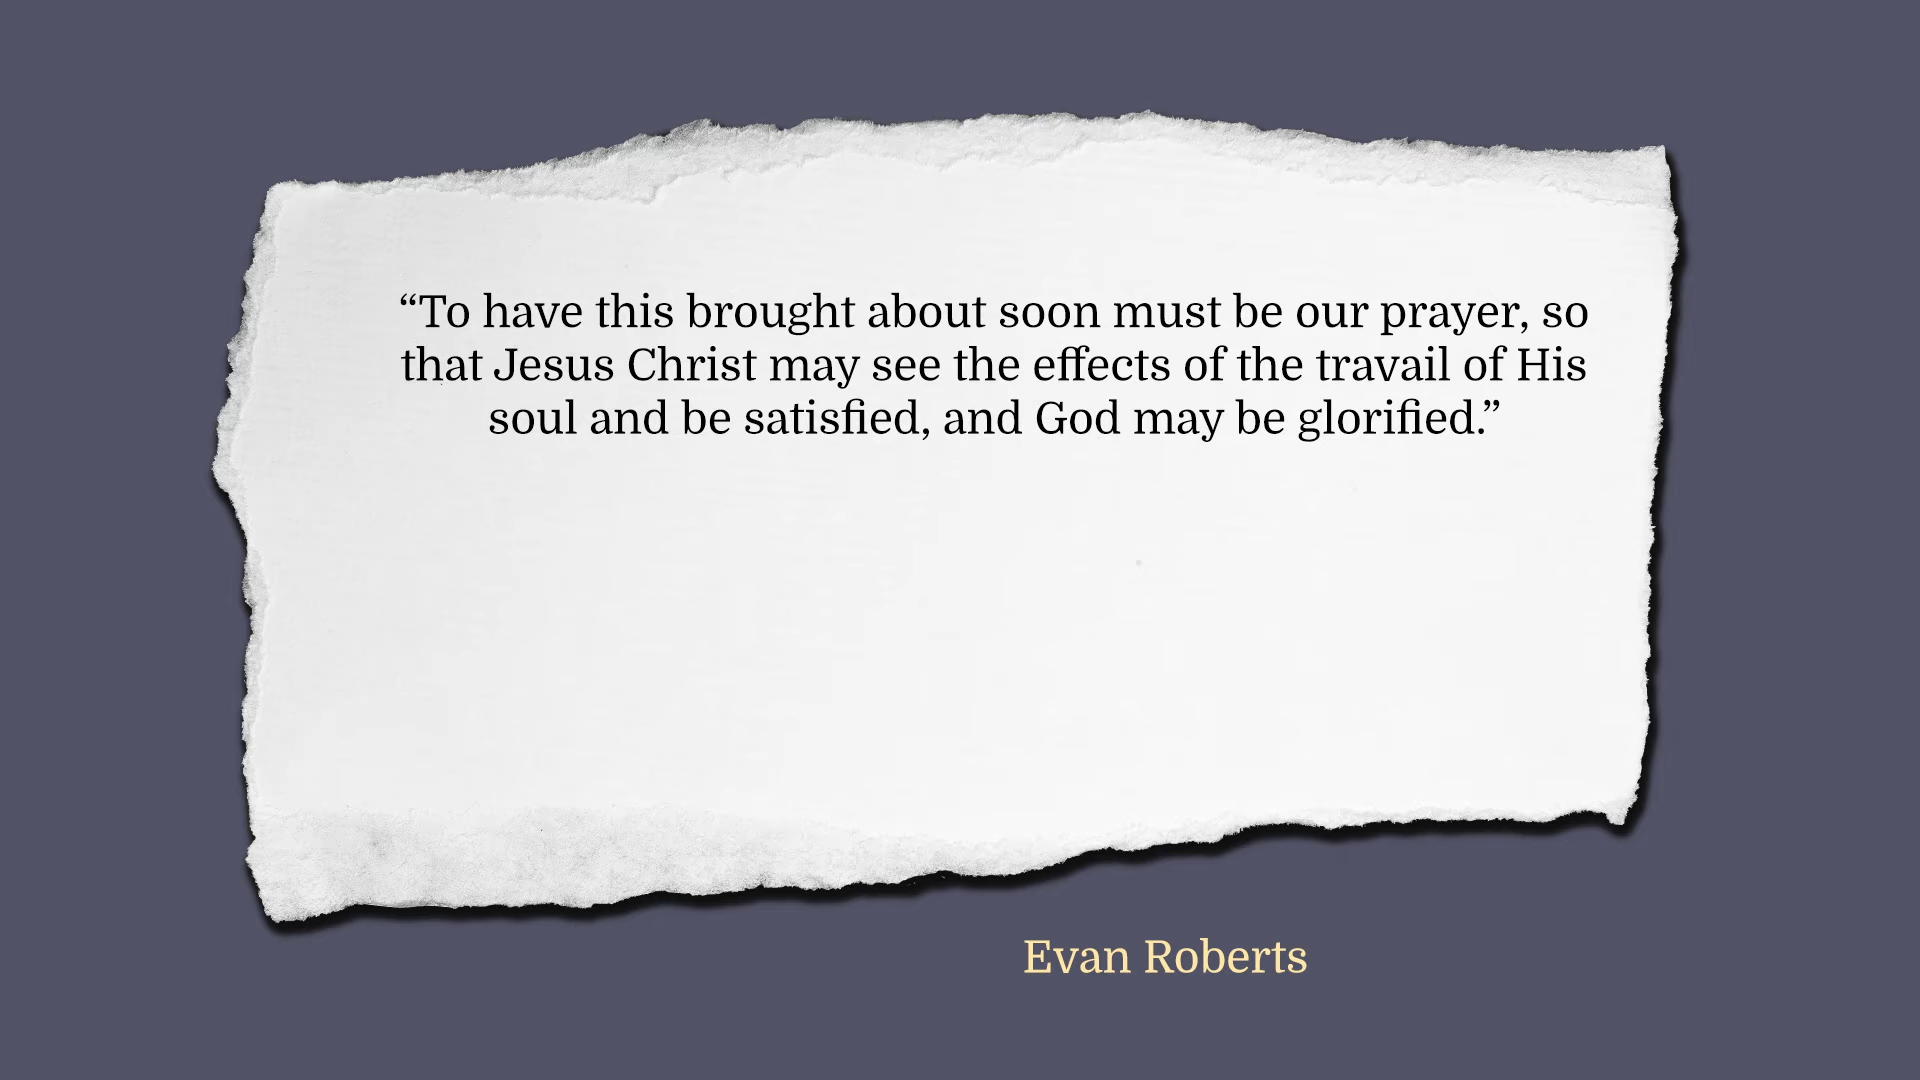 “To have this brought about soon must be our prayer, so
that Jesus Christ may see the effects of the travail of His
soul and be satisfied, and God may be glorified.”
Evan Roberts